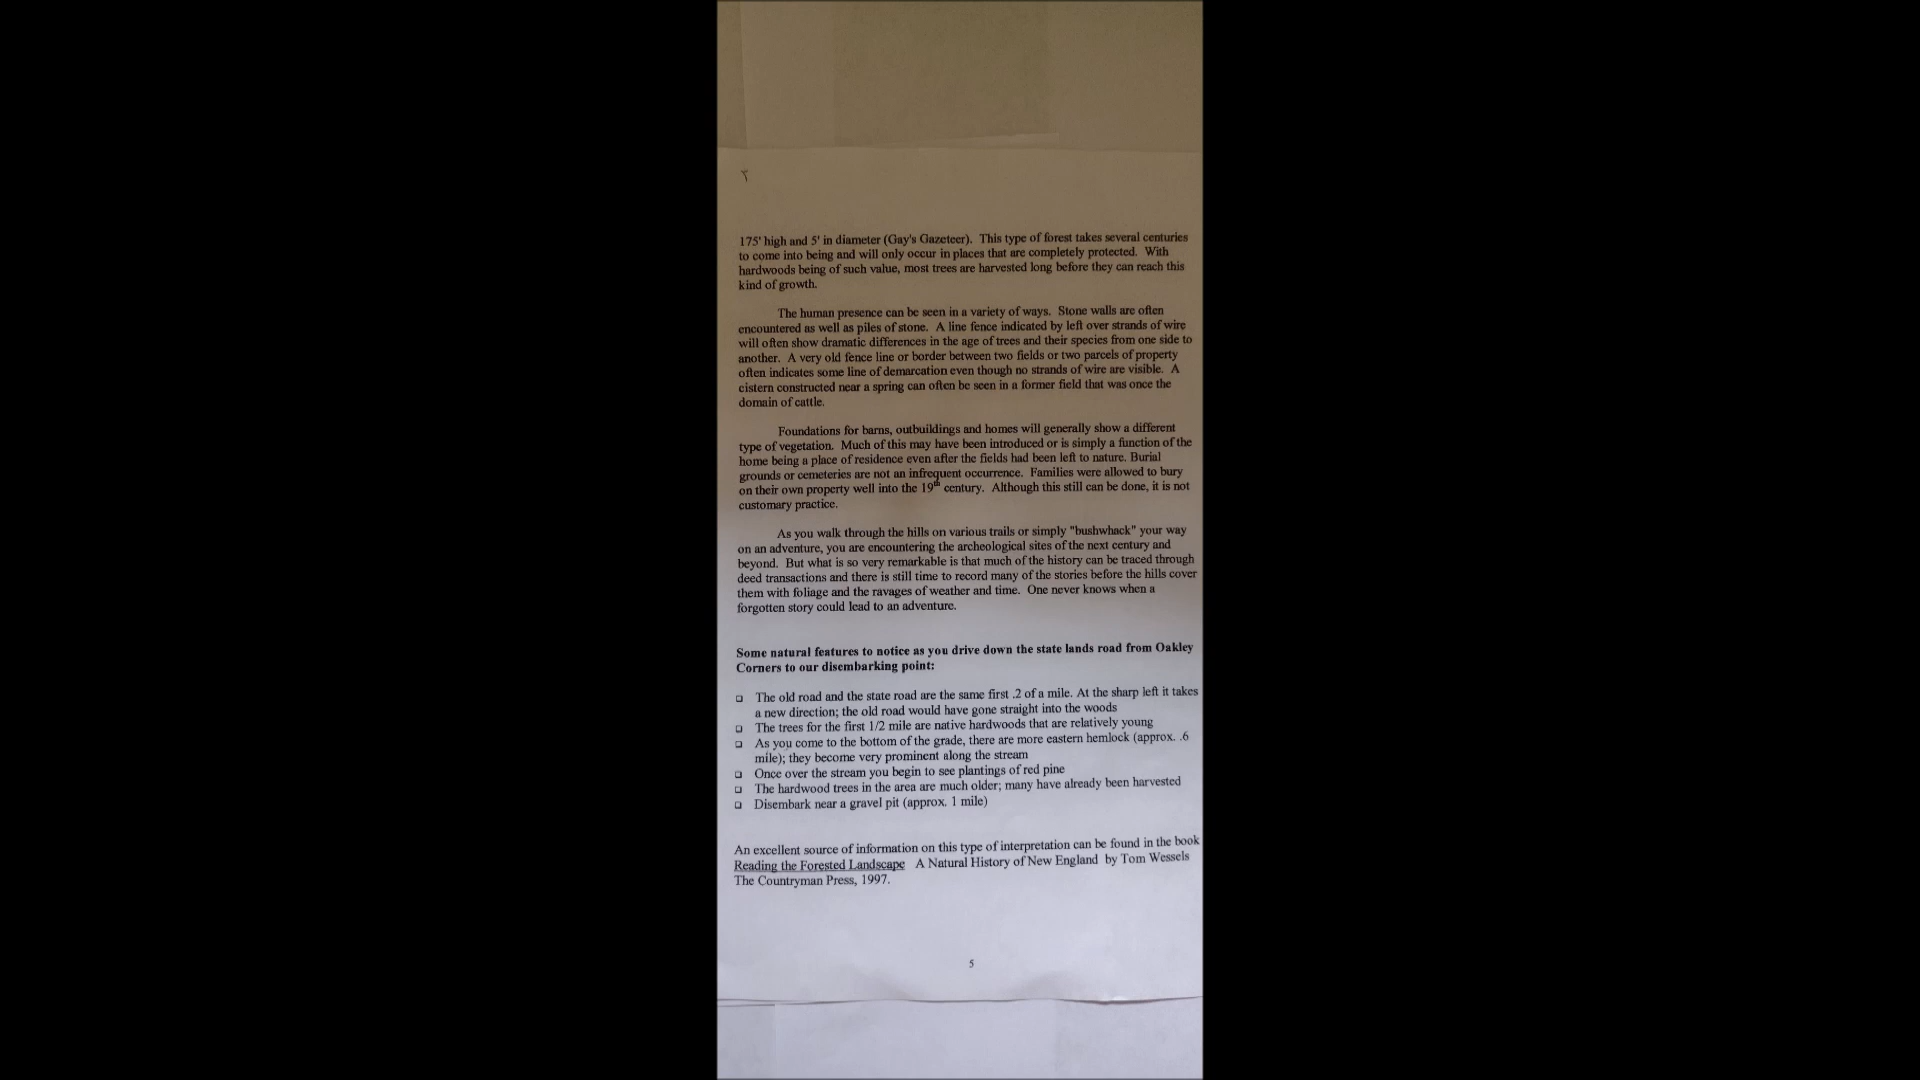 ٢
175' high and 5' in diameter (Gay's Gazeteer). This type of forest takes several centuries
to come into being and will only occur in places that are completely protected. With
hardwoods being of such value, most trees are harvested long before they can reach this
kind of growth.
The human presence can be seen in a variety of ways. Stone walls are often
encountered as well as piles of stone. A line fence indicated by left over strands of wire
will often show dramatic differences in the age of trees and their species from one side to
another. A very old fence line or border between two fields or two parcels of property
often indicates some line of demarcation even though no strands of wire are visible. A
cistern constructed near a spring can often be seen in a former field that was once the
domain of cattle.
Foundations for barns, outbuildings and homes will generally show a different
type of vegetation. Much of this may have been introduced or is simply a function of the
home being a place of residence even after the fields had been left to nature. Burial
grounds or cemeteries are not an infrequent occurrence. Families were allowed to bury
on their own property well into the 19th century. Although this still can be done, it is not
customary practice.
As you walk through the hills on various trails or simply "bushwhack" your way
on an adventure, you are encountering the archeological sites of the next century and
beyond. But what is so very remarkable is that much of the history can be traced through
deed transactions and there is still time to record many of the stories before the hills cover
them with foliage and the ravages of weather and time. One never knows when a
forgotten story could lead to an adventure.
Some natural features to notice as you drive down the state lands road from Oakley
Corners to our disembarking point:
❑ The old road and the state road are the same first .2 of a mile. At the sharp left it takes
a new direction; the old road would have gone straight into the woods
❑ The trees for the first 1/2 mile are native hardwoods that are relatively young
❑ As you come to the bottom of the grade, there are more eastern hemlock (approx. .6
mile); they become very prominent along the stream
❑ Once over the stream you begin to see plantings of red pine
❑ The hardwood trees in the area are much older; many have already been harvested
❑ Disembark near a gravel pit (approx. 1 mile)
An excellent source of information on this type of interpretation can be found in the book
Reading the Forested Landscape A Natural History of New England by Tom Wessels
The Countryman Press, 1997.
5